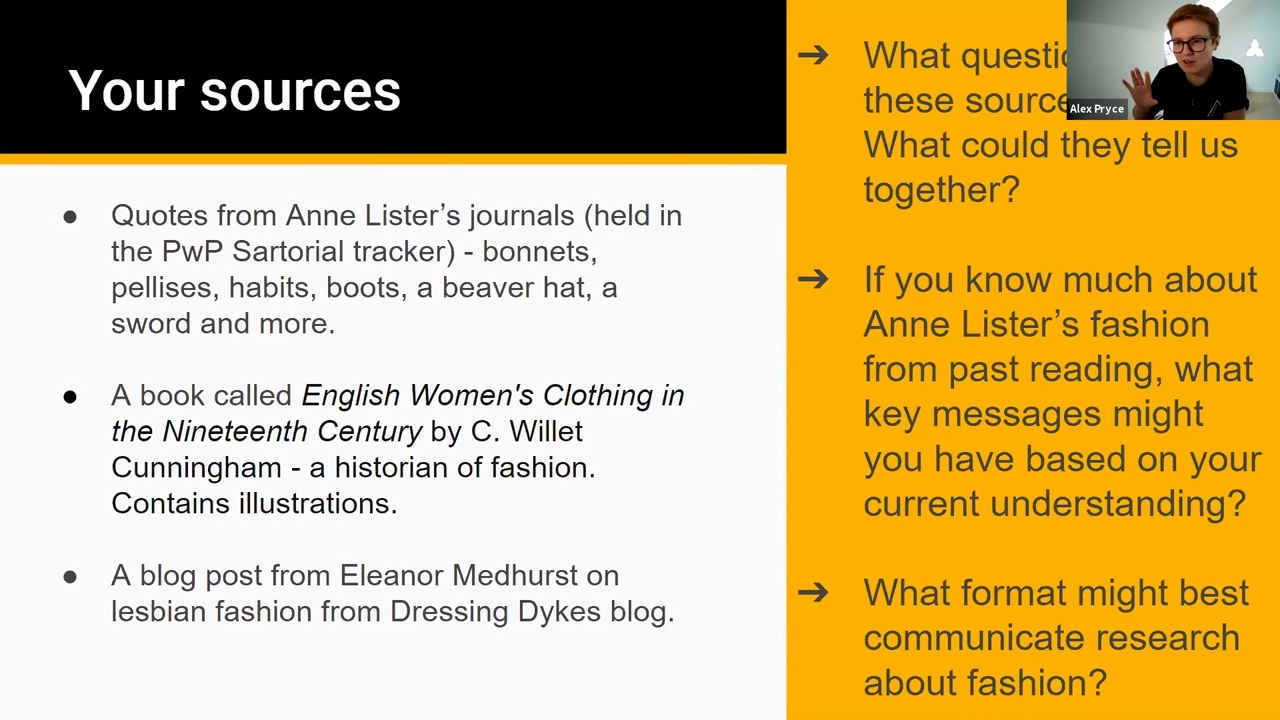 Your sources
● Quotes from Anne Lister's journals (held in
the PwP Sartorial tracker) - bonnets,
pellises, habits, boots, a beaver hat, a
sword and more.
● A book called English Women's Clothing in
the Nineteenth Century by C. Willet
Cunningham - a historian of fashion.
Contains illustrations.
● A blog post from Eleanor Medhurst on
lesbian fashion from Dressing Dykes blog.
➔ What
these
What could they tell us
together?
➔ If you know much about
Anne Lister's fashion
from past reading, what
key messages might
you have based on your
current understanding?
➔ What format might best
communicate research
about fashion?
Alex Pryce